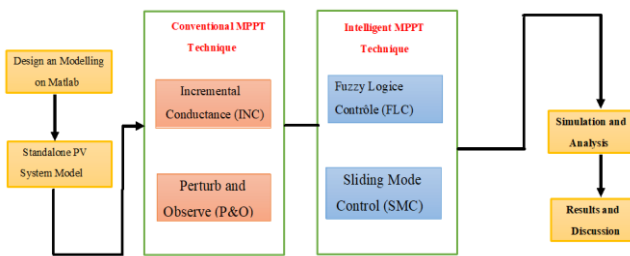 Design an Modelling
on Matlab
Standalone PV
System Model
Conventional MPPT
Technique
Incremental
Conductance (INC)
Perturb and
Observe (P&O)
Intelligent MPPT
Technique
Fuzzy Logice
Contrôle (FLC)
Sliding Mode
Control (SMC)
Simulation and
Analysis
Results and
Discussion